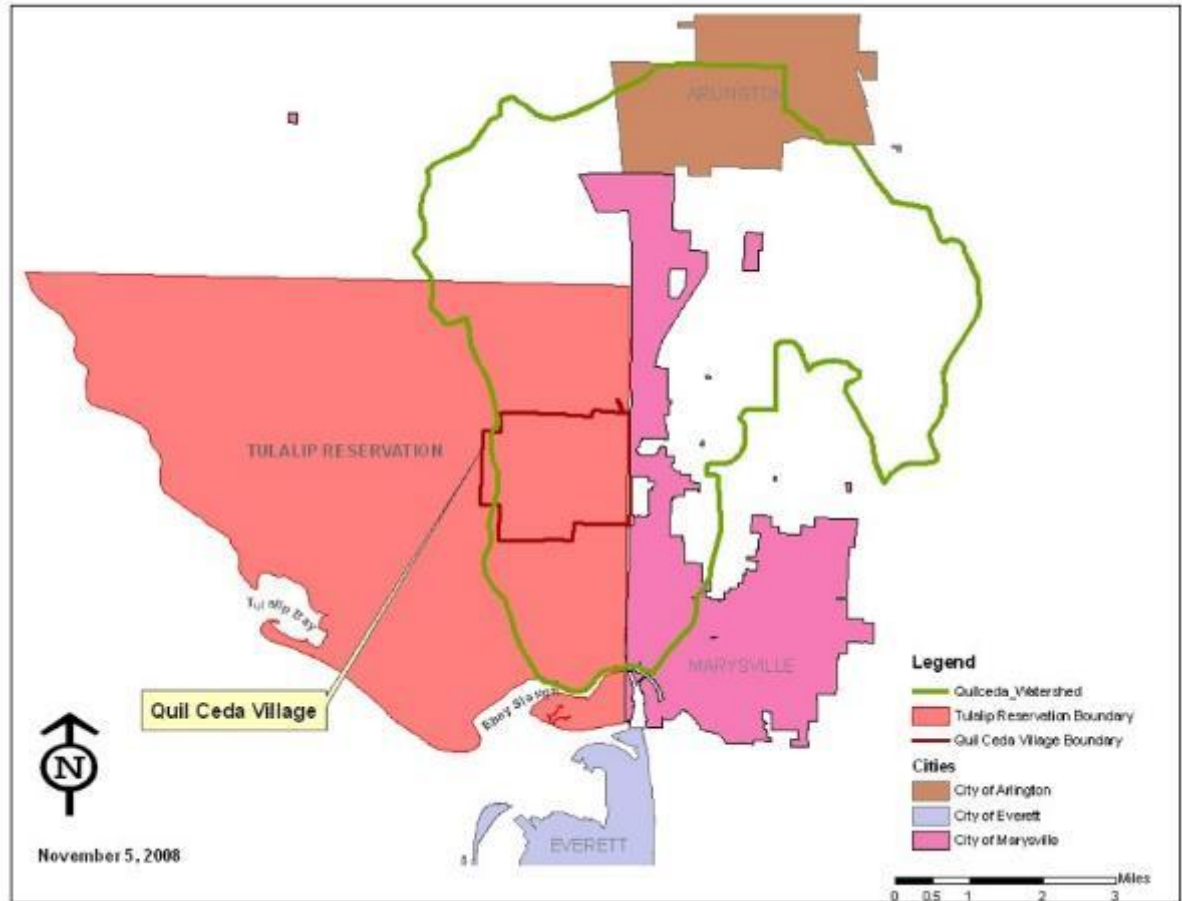 ARLINGTON
TULALIP RESERVATION
Tulalip Bay
Quil Ceda Village
Ebey Slough
MARYSVILLE
EVERETT
N
November 5, 2008
Legend
Quilceda_Watershed
Tulalip Reservation Boundary
Quil Ceda Village Boundary
Cities
City of Arlington
City of Everett
City of Marysville
Miles
0 0.5 1 2 3